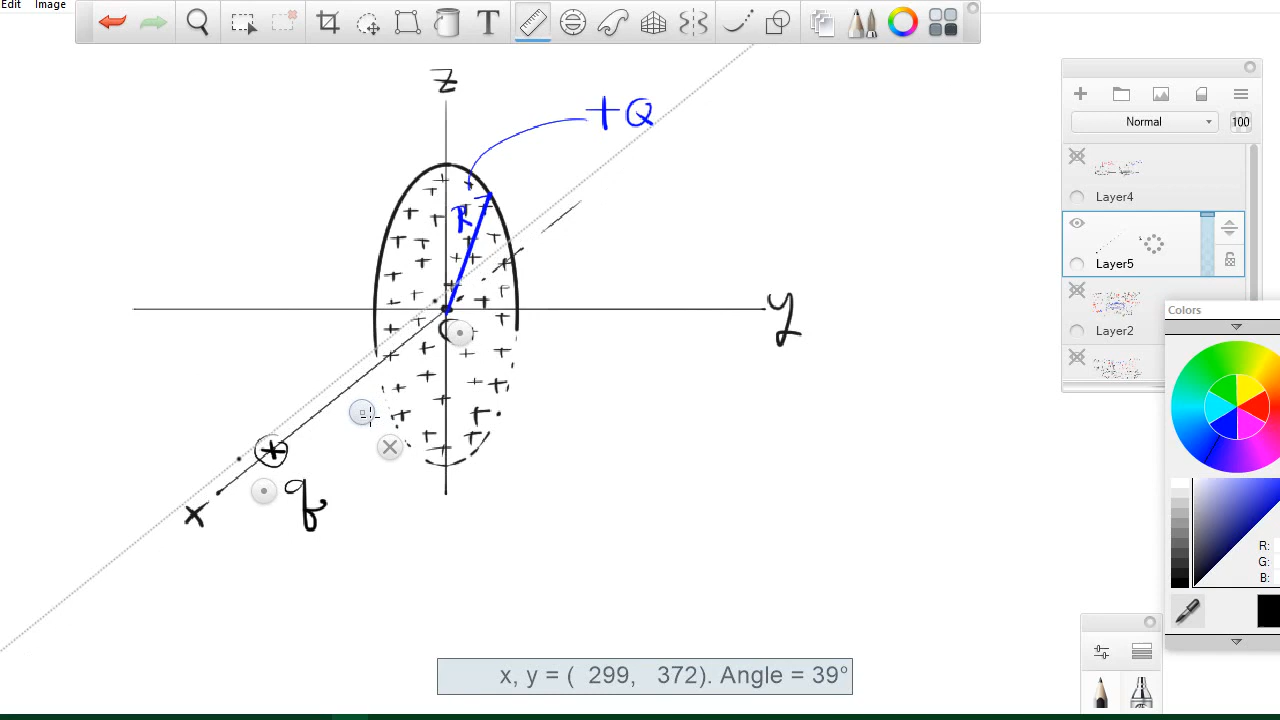 Edit Image
T
z
+Q
Normal 100
Layer4
R
Layer5
y
Colors
Layer2
x
q
R:
G:
B:
x, y = ( 299, 372). Angle = 39°